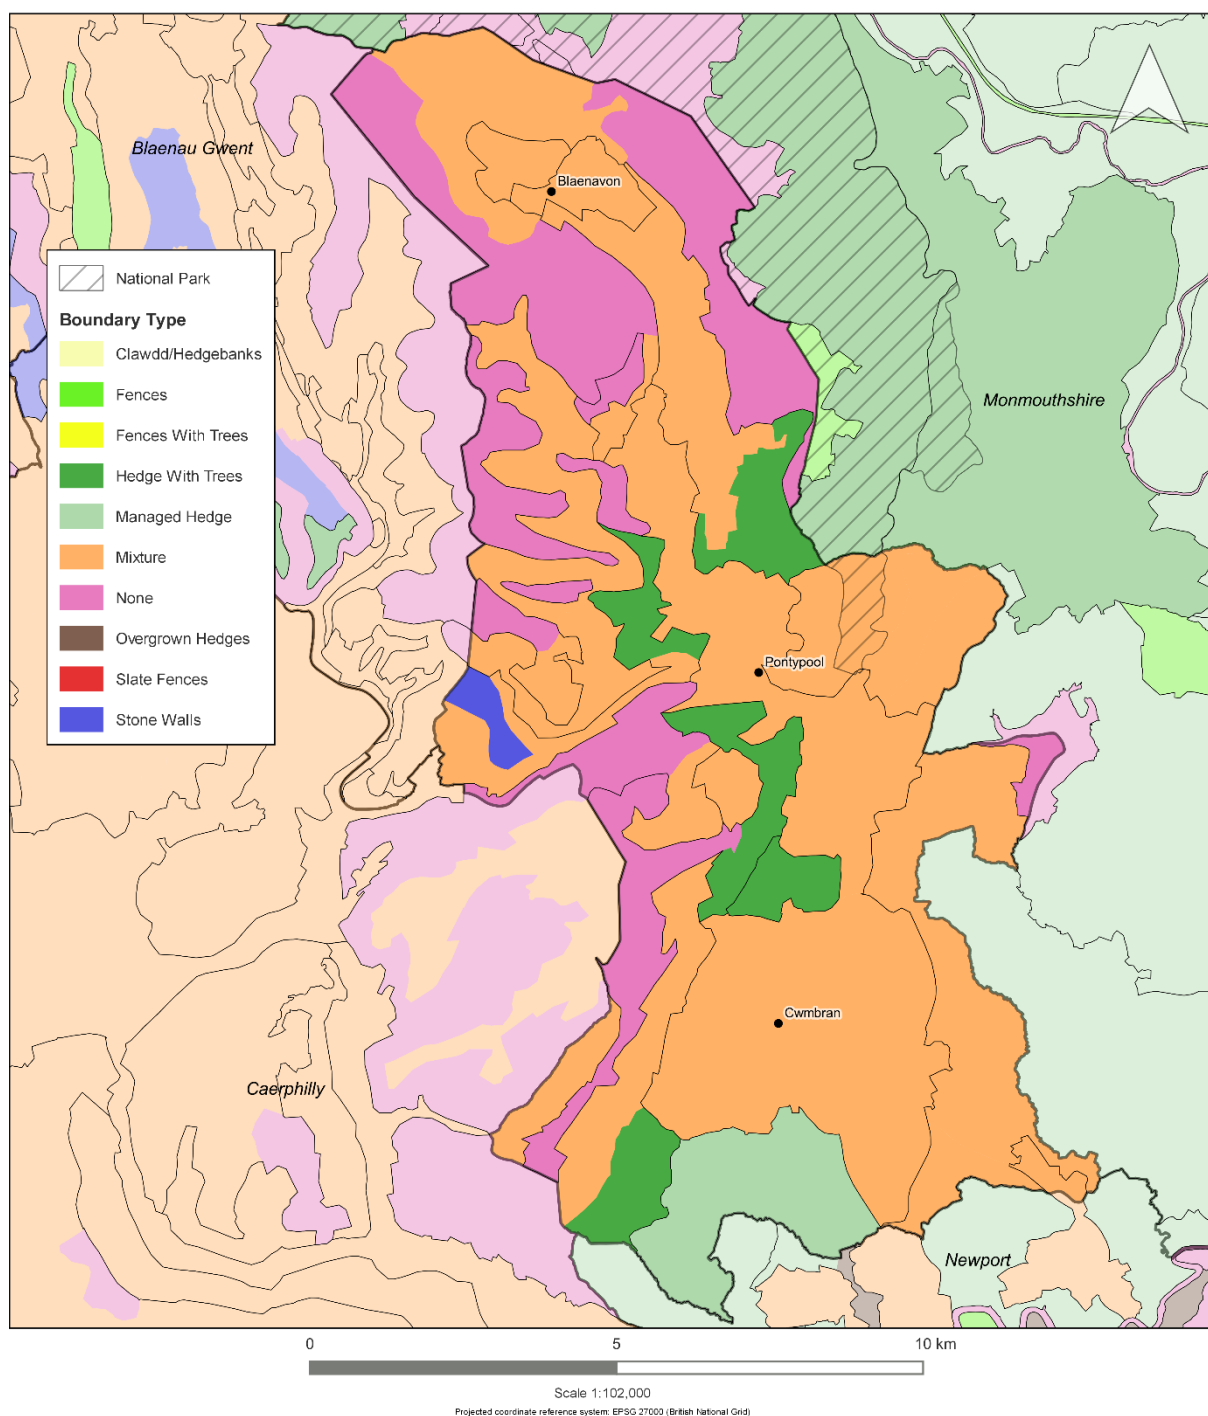 Blaenau Gwent
Blaenavon
National Park
Boundary Type
Clawdd/Hedgebanks
Fences
Fences With Trees
Hedge With Trees
Managed Hedge
Mixture
None
Overgrown Hedges
Slate Fences
Stone Walls
Monmouthshire
Pontypool
Cwmbran
Caerphilly
Newport
0 5 10 km
Scale 1:102,000
Projected coordinate reference system: EPSG 27000 (British National Grid)